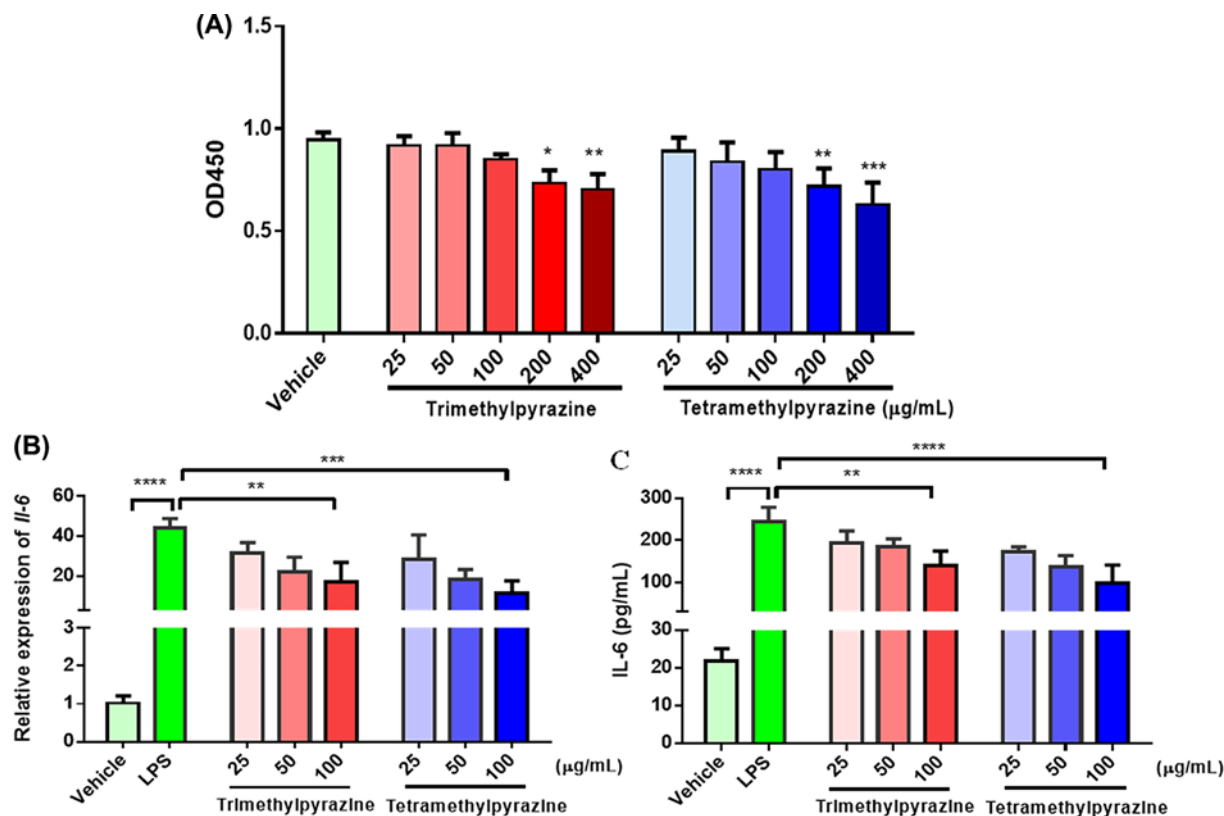 (A)
1.5
1.0
0.5
0.0
OD450
* ** ** ***
Vehicle 25 50 100 200 400 25 50 100 200 400
Trimethylpyrazine Tetramethylpyrazine (μg/mL)
(B)
***
**** **
60
40
20
3
2
1
0
Relative expression of Il-6
Vehicle LPS 25 50 100 25 50 100 (μg/mL)
Trimethylpyrazine Tetramethylpyrazine
C
****
**** **
300
200
100
30
20
10
0
IL-6 (pg/mL)
Vehicle LPS 25 50 100 25 50 100 (μg/mL)
Trimethylpyrazine Tetramethylpyrazine